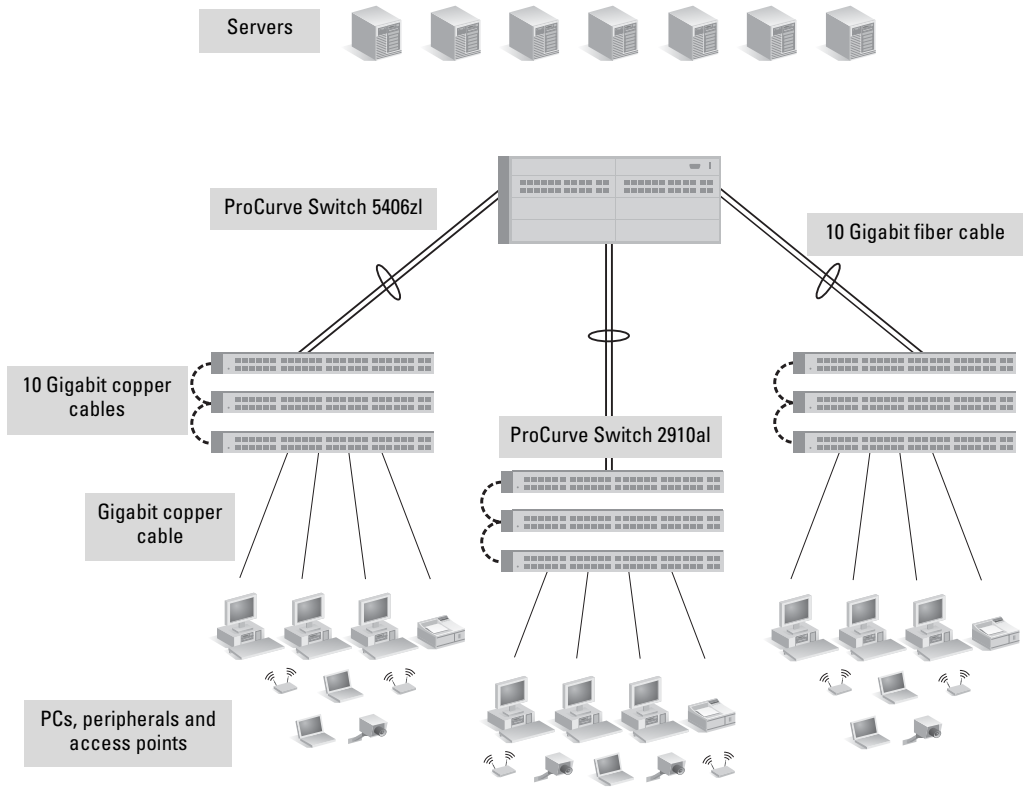 Servers
ProCurve Switch 5406zl
10 Gigabit fiber cable
10 Gigabit copper
cables
ProCurve Switch 2910al
Gigabit copper
cable
PCs, peripherals and
access points